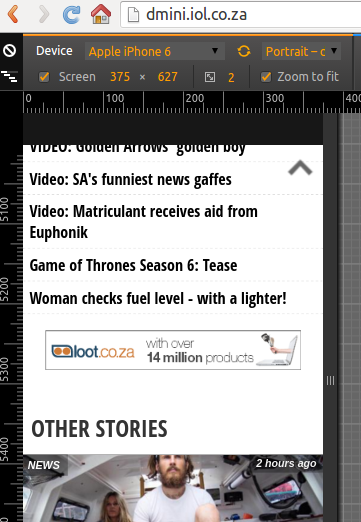 dmini.iol.co.za
Device Apple iPhone 6 Portrait – c
Screen 375 × 627 2 Zoom to fit
0 100 200 300 400
VIDEO: Golden Arrows' 'golden boy'
Video: SA's funniest news gaffes
Video: Matriculant receives aid from
Euphonik
Game of Thrones Season 6: Tease
Woman checks fuel level - with a lighter!
loot.co.za with over
14 million products
OTHER STORIES
NEWS 2 hours ago
5100
5200
5300
5400